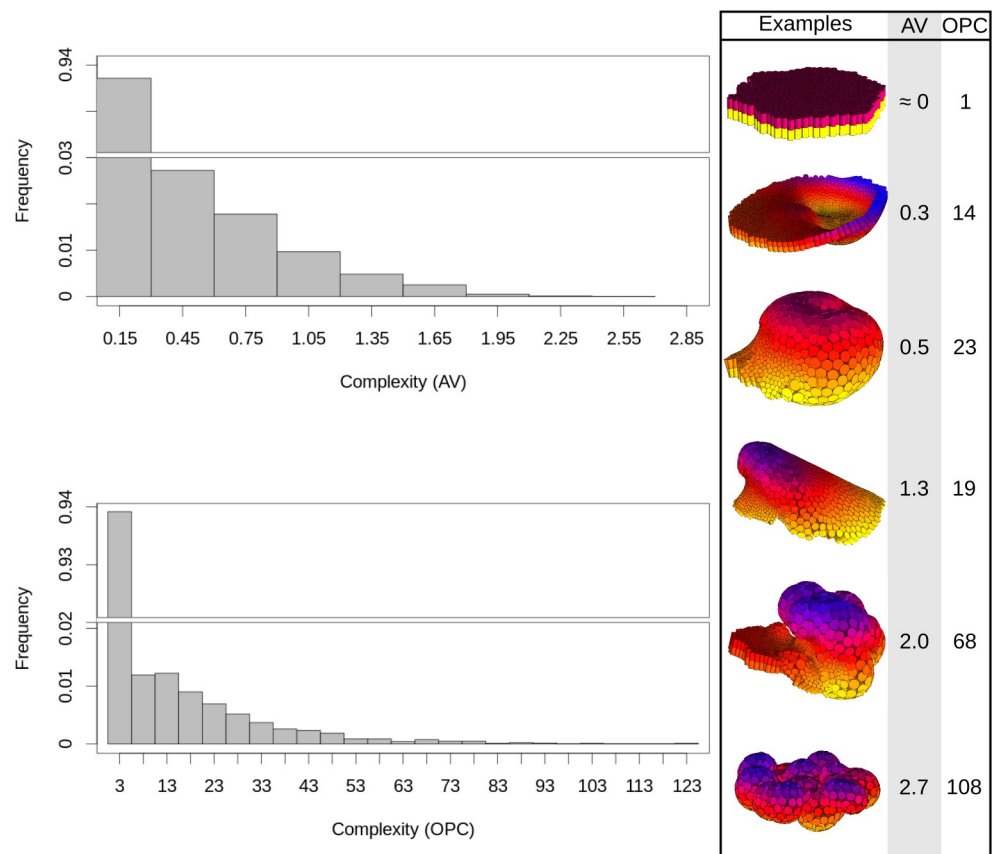 0.94
0.03
0.01
0
Frequency
0.15 0.45 0.75 1.05 1.35 1.65 1.95 2.25 2.55 2.85
Complexity (AV)
0.94
0.93
0.02
0.01
0
Frequency
3 13 23 33 43 53 63 73 83 93 103 113 123
Complexity (OPC)
Examples AV OPC
≈ 0 1
0.3 14
0.5 23
1.3 19
2.0 68
2.7 108